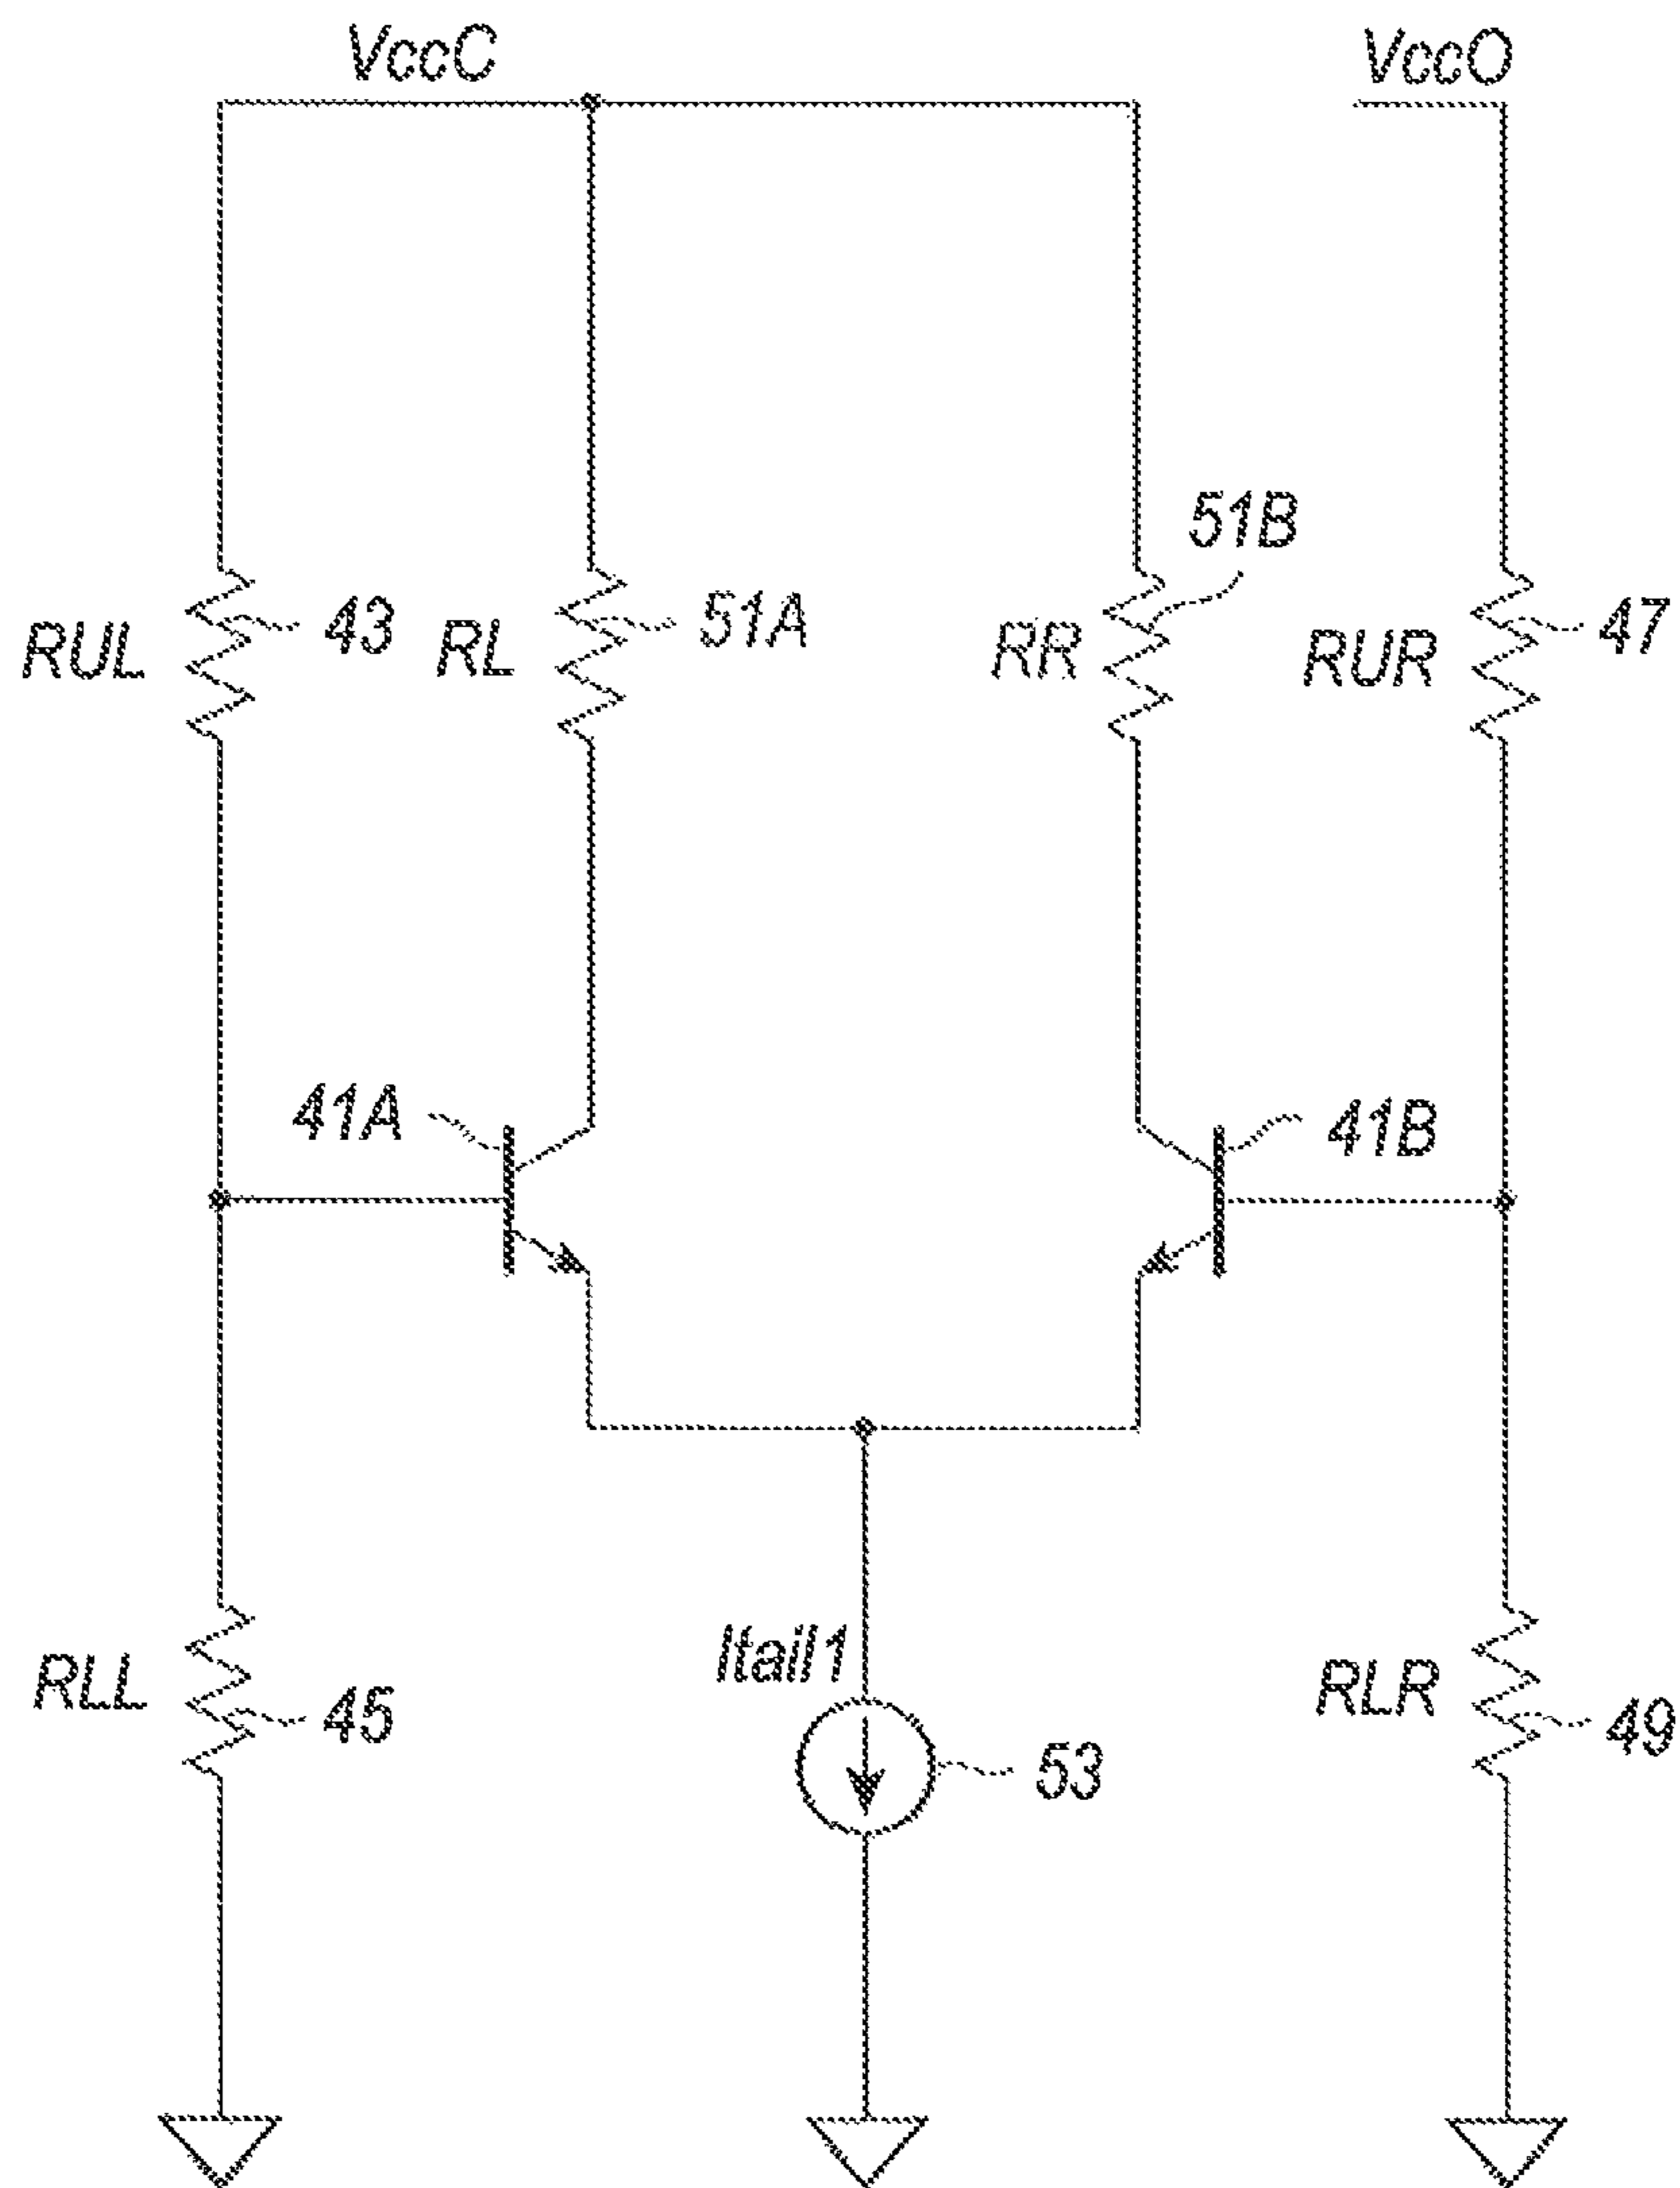 VccC
VccO
51B
43
51A
47
RUL
RL
RR
RUR
41A
41B
Itail1
RLL
45
RLR
49
53